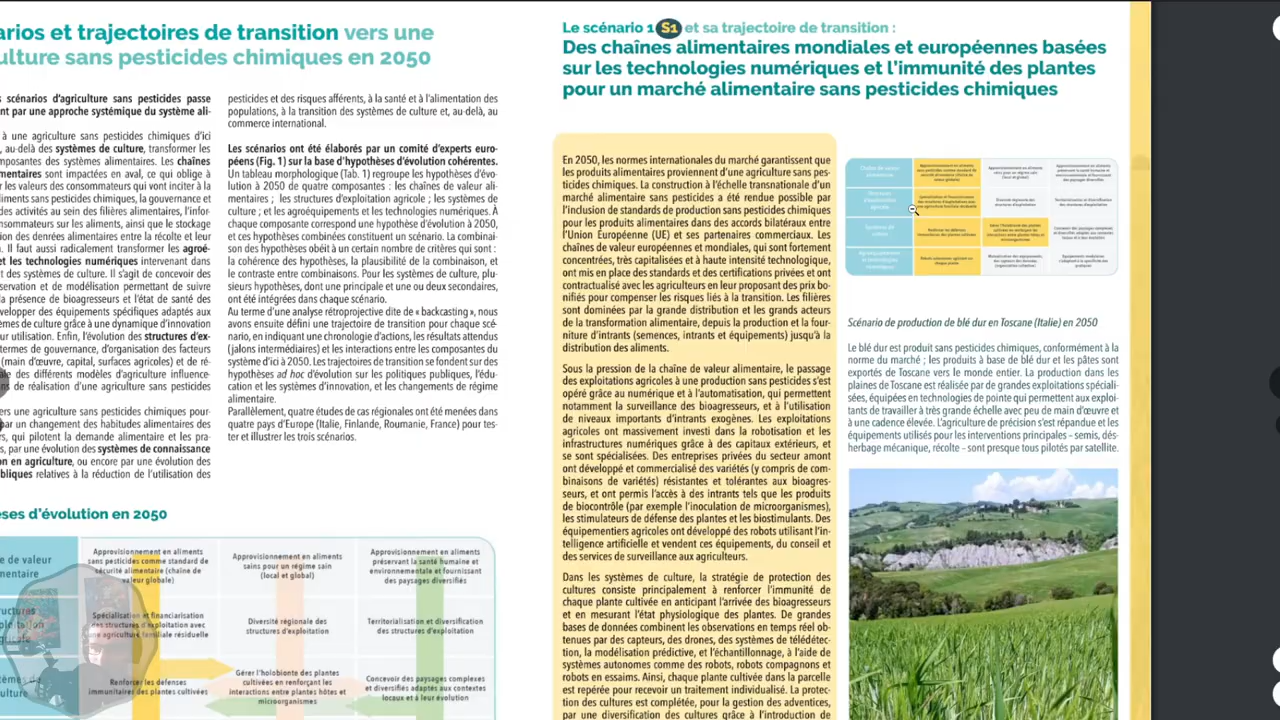 arios et trajectoires de transition vers une
ulture sans pesticides chimiques en 2050
s scénarios d'agriculture sans pesticides passe
nt par une approche systémique du système ali-
à une agriculture sans pesticides chimiques d'ici
, au-delà des systèmes de culture, transformer les
mposantes des systèmes alimentaires. Les chaînes
mentaires sont impactées en aval, ce qui oblige à
r les valeurs des consommateurs qui vont inciter à la
liments sans pesticides chimiques, la gouvernance et
des activités au sein des filières alimentaires, l'infor-
nsommateurs sur les aliments, ainsi que le stockage
tion des denrées alimentaires entre la récolte et leur
. Il faut aussi radicalement transformer les agroé-
et les technologies numériques intervenant dans
t des systèmes de culture. Il s'agit de concevoir des
servation et de modélisation permettant de suivre
la présence de bioagresseurs et l'état de santé des
velopper des équipements spécifiques adaptés aux
èmes de culture grâce à une dynamique d'innovation
ur utilisation. Enfin, l'évolution des structures d'ex-
termes de gouvernance, d'organisation des facteurs
(main d'œuvre, capital, surfaces agricoles) et de ré-
ale des différents modèles d'agriculture influence-
ns de réalisation d'une agriculture sans pesticides
ers une agriculture sans pesticides chimiques pour-
par un changement des habitudes alimentaires des
rs, qui pilotent la demande alimentaire et les pra-
s, par une évolution des systèmes de connaissance
on en agriculture, ou encore par une évolution des
bliques relatives à la réduction de l'utilisation des
pesticides et des risques afférents, à la santé et à l'alimentation des
populations, à la transition des systèmes de culture et, au-delà, au
commerce international.
Les scénarios ont été élaborés par un comité d'experts euro-
péens (Fig. 1) sur la base d'hypothèses d'évolution cohérentes.
Un tableau morphologique (Tab. 1) regroupe les hypothèses d'évo-
lution à 2050 de quatre composantes : les chaînes de valeur ali-
mentaires ; les structures d'exploitation agricole ; les systèmes de
culture ; et les agroéquipements et technologies numériques. À
chaque composante correspond une hypothèse d'évolution à 2050,
et ces hypothèses combinées constituent un scénario. La combinai-
son des hypothèses obéit à un nombre de critères qui sont :
la cohérence des hypothèses, la plausibilité de la combinaison, et
le contraste entre combinaisons. Pour les systèmes de culture, plu-
sieurs hypothèses, dont une principale et une ou deux secondaires,
ont été intégrées dans chaque scénario.
Au terme d'une analyse rétroprojective dite de « backcasting », nous
avons ensuite défini une trajectoire de transition pour chaque scé-
nario, en indiquant une chronologie d'actions, les résultats attendus
(jalons intermédiaires) et les interactions entre les composantes du
système d'ici à 2050. Les trajectoires de transition se fondent sur des
hypothèses ad hoc d'évolution sur les politiques publiques, l'édu-
cation et les systèmes d'innovation, et les changements de régime
alimentaire.
Parallèlement, quatre études de cas régionales ont été menées dans
quatre pays d'Europe (Italie, Finlande, Roumanie, France) pour tes-
ter et illustrer les trois scénarios.
èses d'évolution en 2050
e de valeur
mentaire
Approvisionnement en aliments
sans pesticides comme standard de
sécurité alimentaire (chaîne de
valeur globale)
Approvisionnement en aliments
sains pour un régime sain
(local et global)
Approvisionnement en aliments
préservant la santé humaine et
environnementale et fournissant
des paysages diversifiés
Spécialisation et financiarisation
des structures d'exploitation avec
une agriculture familiale résiduelle
Diversité régionale des
structures d'exploitation
Territorialisation et diversification
des structures d'exploitation
Renforcer les défenses
immunitaires des plantes cultivées
Gérer l'holobionte des plantes
cultivées en renforçant les
interactions entre plantes hôtes et
microorganismes
Concevoir des paysages complexes
et diversifiés adaptés aux contextes
locaux et à leur évolution
Le scénario 1 S1 et sa trajectoire de transition :
Des chaînes alimentaires mondiales et européennes basées
sur les technologies numériques et l'immunité des plantes
pour un marché alimentaire sans pesticides chimiques
En 2050, les normes internationales du marché garantissent que
les produits alimentaires proviennent d'une agriculture sans pes-
ticides chimiques. Cette production à l'échelle transnationale d'un
marché alimentaire sans pesticides a été rendue possible par
l'inclusion de standards de production sans pesticides chimiques
pour les produits alimentaires dans des accords bilatéraux entre
l'Union Européenne (UE) et ses partenaires commerciaux. Les
chaînes de valeur européennes et mondiales, qui sont fortement
concentrées, très capitalisées et à haute intensité technologique,
ont mis en place des standards et des certifications privées et ont
contractualisé avec les agriculteurs en leur proposant des prix bo-
nifiés pour compenser les risques liés à la transition. Les filières
sont dominées par la grande distribution et les grands acteurs
de la transformation alimentaire, depuis la production et la four-
niture d'intrants (semences, intrants et équipements) jusqu'à la
distribution des aliments.
Sous la pression de la chaîne de valeur alimentaire, le passage
des exploitations agricoles à une production sans pesticides s'est
opéré grâce au numérique et à l'automatisation, qui permettent
notamment la surveillance des bioagresseurs, et à l'utilisation
de niveaux importants d'intrants exogènes. Les exploitations
agricoles ont massivement investi dans la robotisation et les
infrastructures numériques grâce à des capitaux extérieurs, et
se sont spécialisées. Des entreprises privées du secteur amont
ont développé et commercialisé des variétés (y compris de com-
binaisons de variétés) résistantes et tolérantes aux bioagres-
seurs, et ont permis l'accès à des intrants tels que les produits
de biocontrôle (par exemple l'inoculation de microorganismes),
les stimulateurs de défense des plantes et les biostimulants. Des
équipementiers agricoles ont développé des robots utilisant l'in-
telligence artificielle et vendent ces équipements, du conseil et
des services de surveillance aux agriculteurs.
Dans les systèmes de culture, la stratégie de protection des
cultures consiste principalement à renforcer l'immunité de
chaque plante cultivée en anticipant l'arrivée des bioagresseurs
et en mesurant l'état physiologique des plantes. De grandes
bases de données combinent les observations en temps réel ob-
tenues par des capteurs, des drones, des systèmes de télédétec-
tion, la modélisation prédictive, et l'échantillonnage, à l'aide de
systèmes autonomes comme des robots, robots compagnons et
robots en essaims. Ainsi, chaque plante cultivée dans la parcelle
est repérée pour recevoir un traitement individualisé. La protec-
tion des cultures est complétée, pour la gestion des adventices,
par une diversification des cultures grâce à l'introduction de
Scénario de production de blé dur en Toscane (Italie) en 2050
Le blé dur est produit sans pesticides chimiques, conformément à la
norme du marché ; les produits à base de blé dur et les pâtes sont
exportés de Toscane vers le monde entier. La production dans les
plaines de Toscane est réalisée par de grandes exploitations spéciali-
sées, équipées en technologies de pointe qui permettent aux exploi-
tants de travailler à très grande échelle avec peu de main d'œuvre et
à une cadence élevée. L'agriculture de précision s'est répandue et les
équipements utilisés pour les interventions principales – semis, dés-
herbage mécanique, récolte – sont presque tous pilotés par satellite.